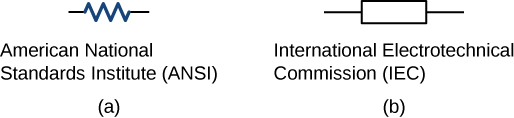 American National
Standards Institute (ANSI)
(a)
International Electrotechnical
Commission (IEC)
(b)